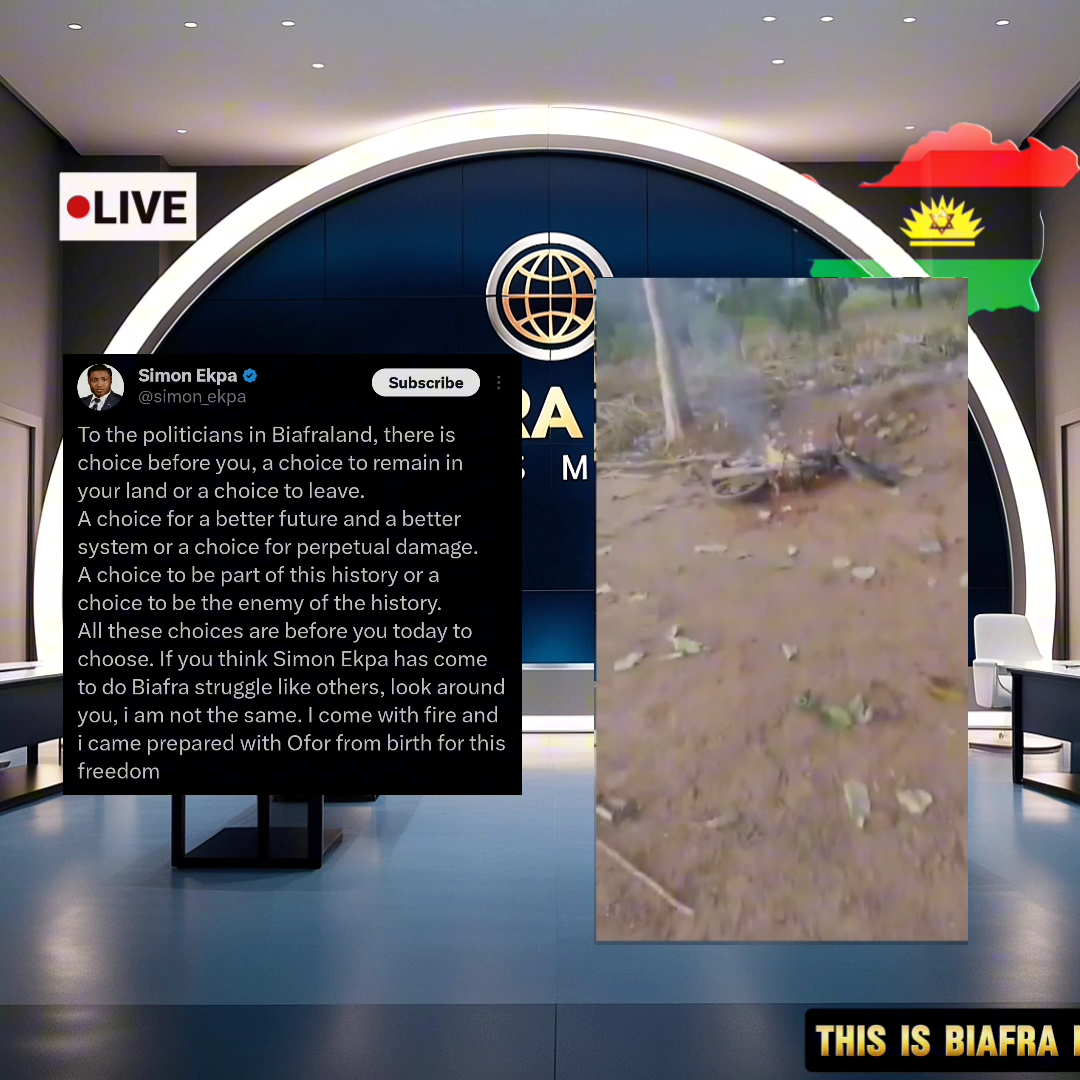 LIVE
RA
S M
Simon Ekpa
@simon_ekpa
Subscribe
To the politicians in Biafraland, there is
choice before you, a choice to remain in
your land or a choice to leave.
A choice for a better future and a better
system or a choice for perpetual damage.
A choice to be part of this history or a
choice to be the enemy of the history.
All these choices are before you today to
choose. If you think Simon Ekpa has come
to do Biafra struggle like others, look around
you, i am not the same. I come with fire and
i came prepared with Ofor from birth for this
freedom
THIS IS BIAFRA